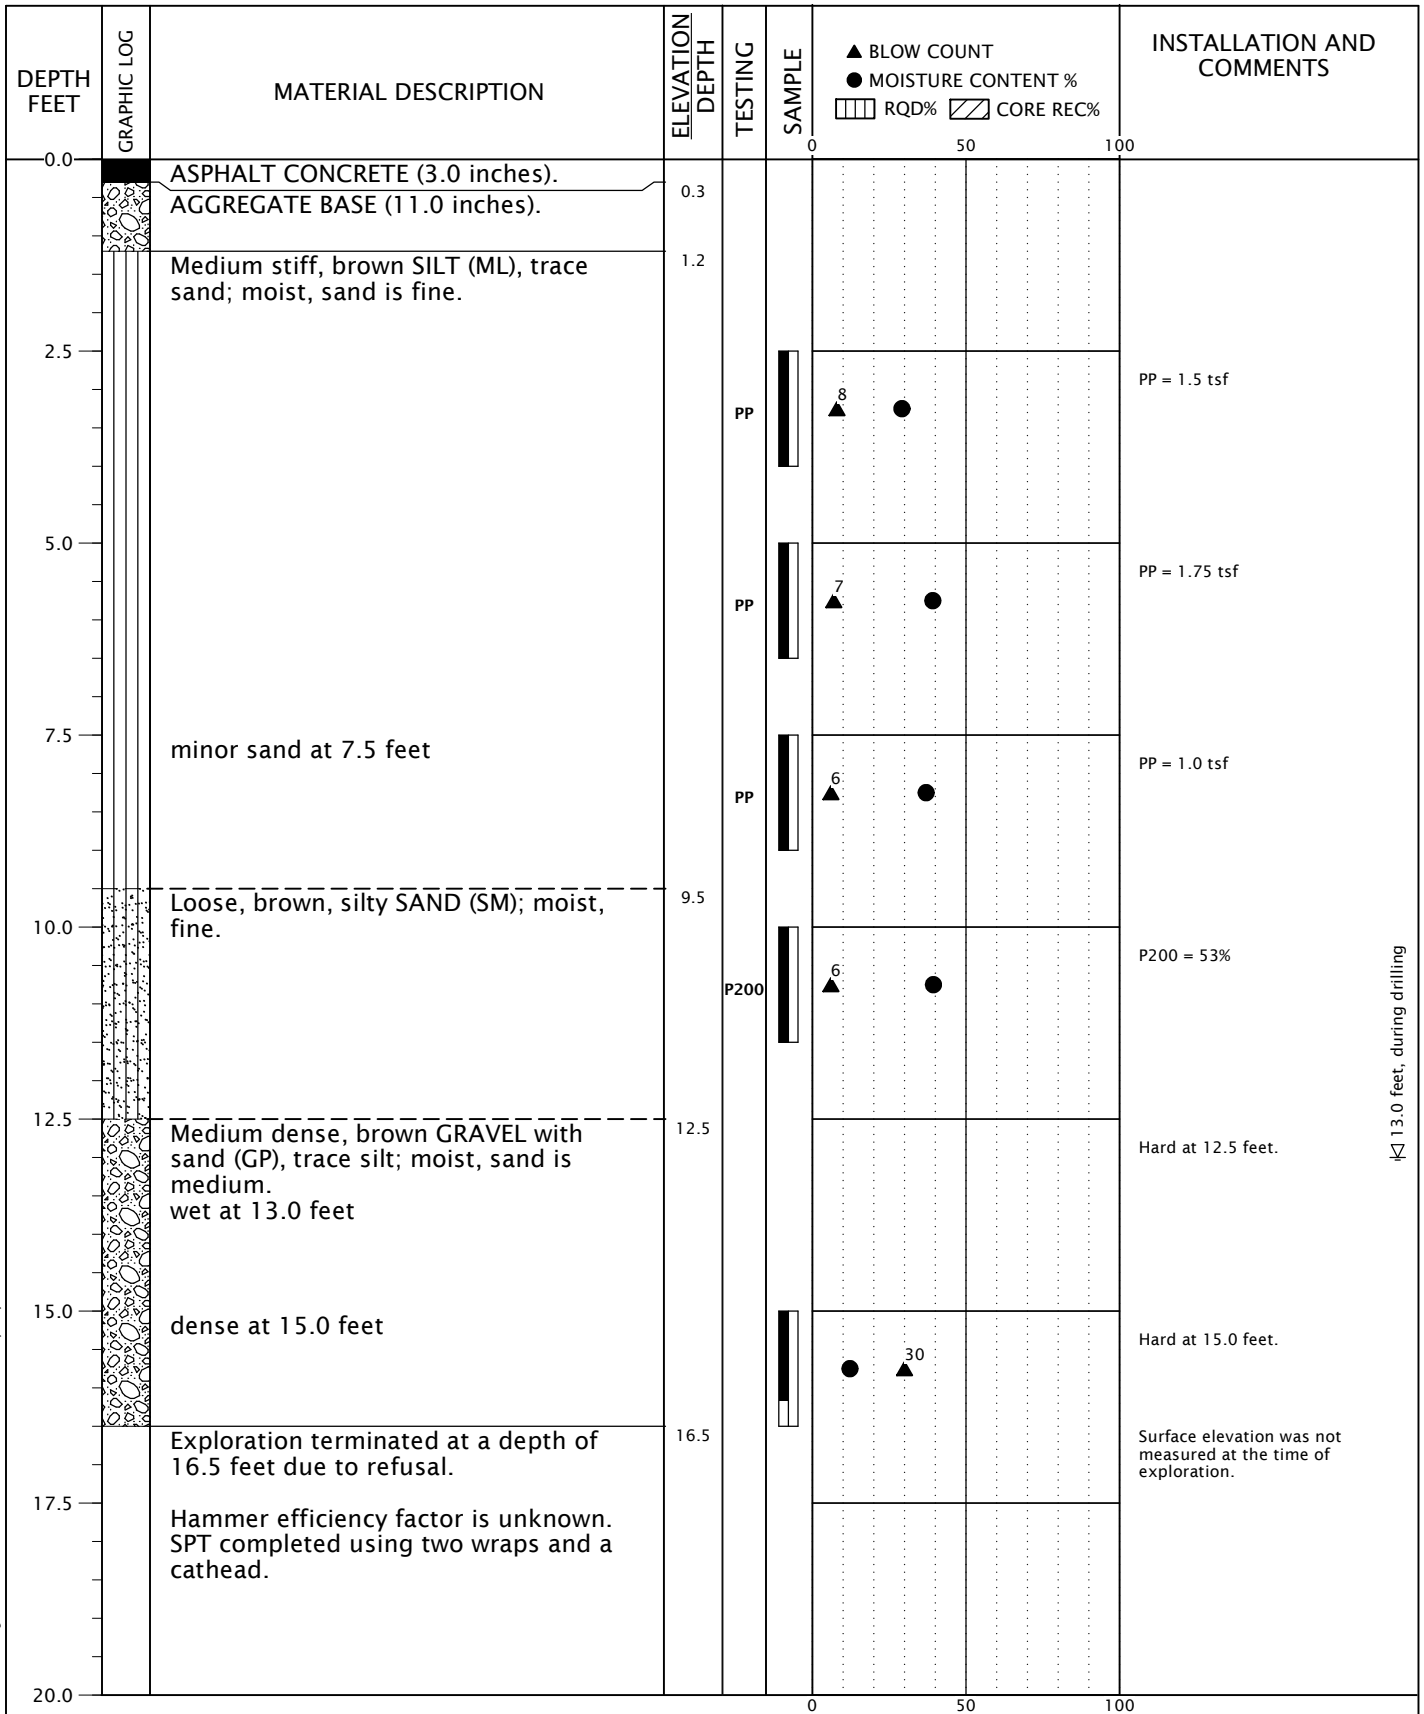 DEPTH
FEET
GRAPHIC LOG
MATERIAL DESCRIPTION
ELEVATION
DEPTH
TESTING
SAMPLE
▲ BLOW COUNT
● MOISTURE CONTENT %
RQD% CORE REC%
INSTALLATION AND
COMMENTS
0 50 100
0.0
ASPHALT CONCRETE (3.0 inches).
0.3
AGGREGATE BASE (11.0 inches).
1.2
Medium stiff, brown SILT (ML), trace
sand; moist, sand is fine.
2.5
PP
8
PP = 1.5 tsf
5.0
PP
7
PP = 1.75 tsf
7.5
minor sand at 7.5 feet
PP
6
PP = 1.0 tsf
9.5
Loose, brown, silty SAND (SM); moist,
fine.
10.0
P200
6
P200 = 53%
13.0 feet, during drilling
12.5
12.5
Medium dense, brown GRAVEL with
sand (GP), trace silt; moist, sand is
medium.
wet at 13.0 feet
Hard at 12.5 feet.
15.0
dense at 15.0 feet
30
Hard at 15.0 feet.
16.5
Exploration terminated at a depth of
16.5 feet due to refusal.
Surface elevation was not
measured at the time of
exploration.
17.5
Hammer efficiency factor is unknown.
SPT completed using two wraps and a
cathead.
20.0
0 50 100